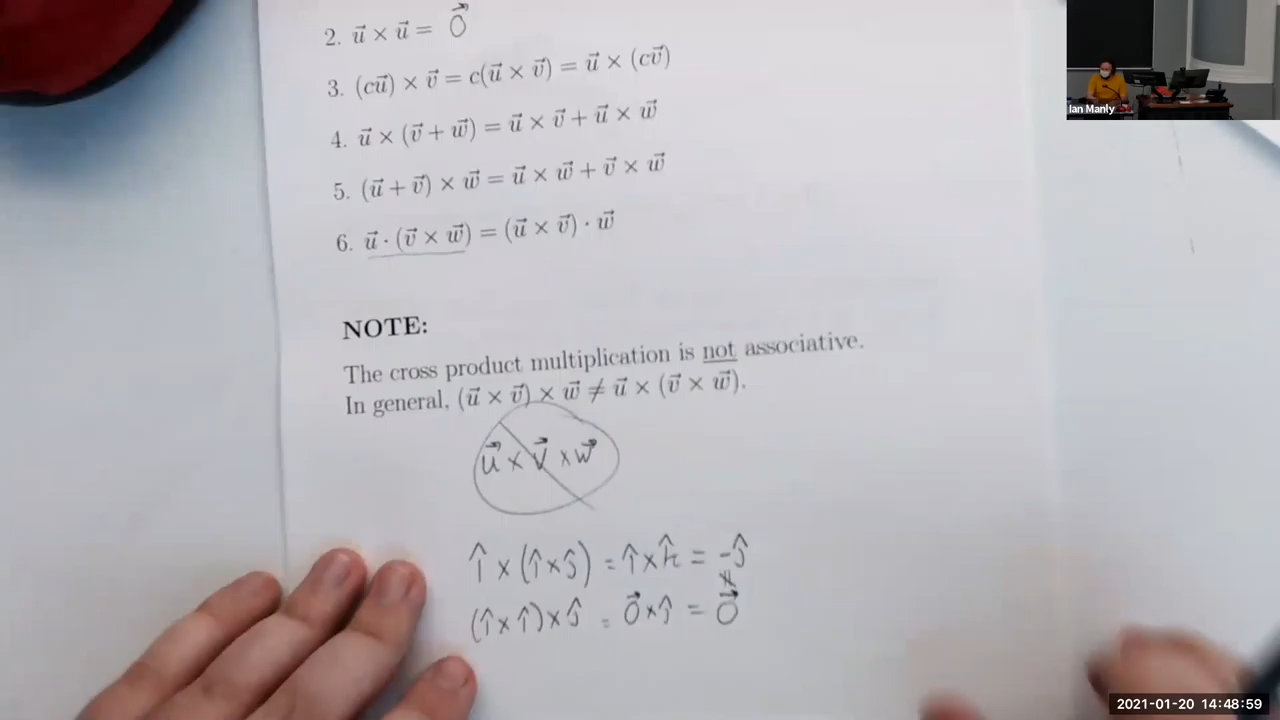 2. u⃗ × u⃗ = 0⃗
3. (cu⃗) × v⃗ = c(u⃗ × v⃗) = u⃗ × (cv⃗)
4. u⃗ × (v⃗ + w⃗) = u⃗ × v⃗ + u⃗ × w⃗
5. (u⃗ + v⃗) × w⃗ = u⃗ × w⃗ + v⃗ × w⃗
6. u⃗ · (v⃗ × w⃗) = (u⃗ × v⃗) · w⃗
NOTE:
The cross product multiplication is not associative.
In general, (u⃗ × v⃗) × w⃗ ≠ u⃗ × (v⃗ × w⃗).
u⃗ × v⃗ × w⃗
î × (î × ĵ) = î × k̂ = -ĵ
≠
(î × î) × ĵ = 0⃗ × ĵ = 0⃗
Ian Manly
2021-01-20 14:48:59